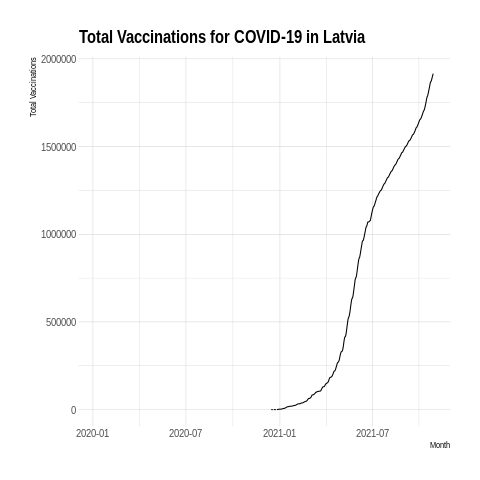 Total Vaccinations for COVID-19 in Latvia
Total Vaccinations
2000000
1500000
1000000
500000
0
2020-01 2020-07 2021-01 2021-07
Month